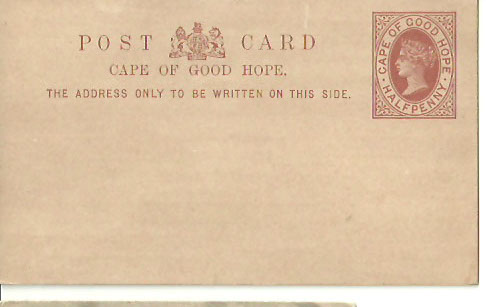 POST CARD
CAPE OF GOOD HOPE.
THE ADDRESS ONLY TO BE WRITTEN ON THIS SIDE.
CAPE OF GOOD HOPE
HALFPENNY